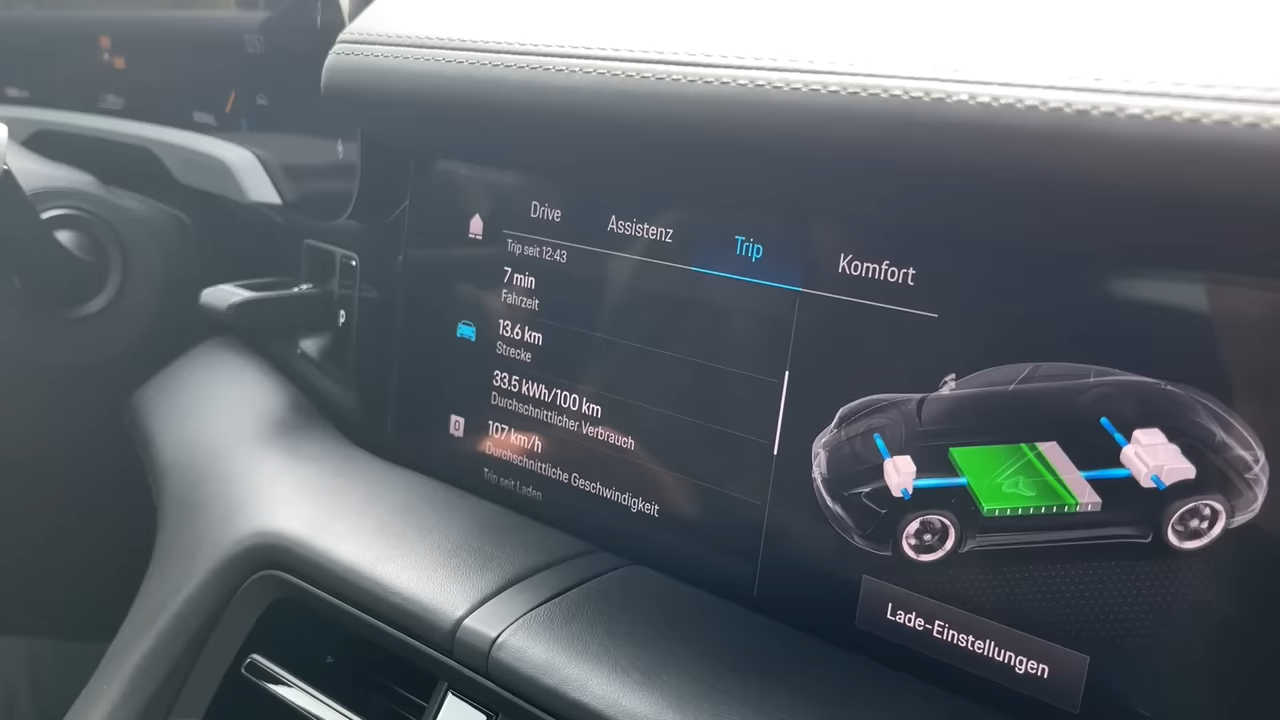 Drive
Assistenz
Trip
Komfort
Trip seit 12:43
7 min
Fahrzeit
13.6 km
Strecke
33.5 kWh/100 km
Durchschnittlicher Verbrauch
0
107 km/h
Durchschnittliche Geschwindigkeit
Trip seit Laden
P
Lade-Einstellungen